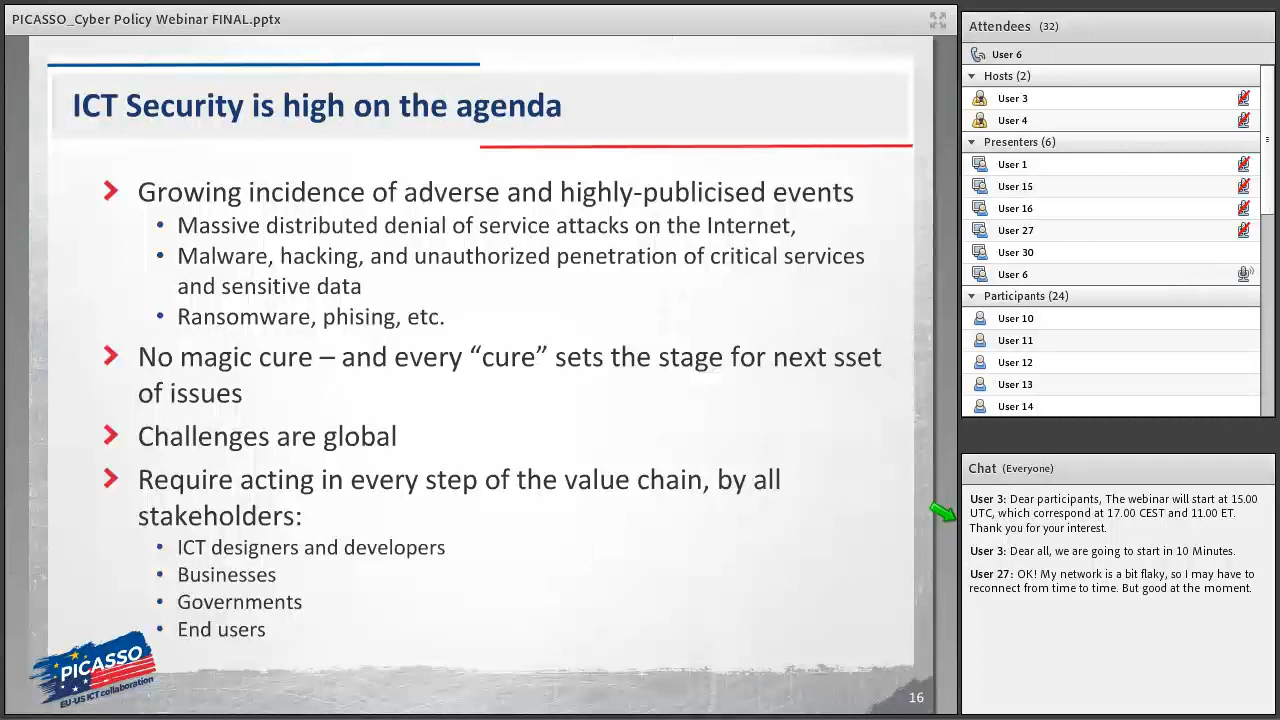 PICASSO_Cyber Policy Webinar FINAL.pptx
ICT Security is high on the agenda
Growing incidence of adverse and highly-publicised events
• Massive distributed denial of service attacks on the Internet,
• Malware, hacking, and unauthorized penetration of critical services
and sensitive data
• Ransomware, phising, etc.
No magic cure – and every “cure” sets the stage for next sset
of issues
Challenges are global
Require acting in every step of the value chain, by all
stakeholders:
• ICT designers and developers
• Businesses
• Governments
• End users
PICASSO
EU-US ICT collaboration
16
Attendees (32)
User 6
Hosts (2)
User 3
User 4
Presenters (6)
User 1
User 15
User 16
User 27
User 30
User 6
Participants (24)
User 10
User 11
User 12
User 13
User 14
Chat (Everyone)
User 3: Dear participants, The webinar will start at 15.00
UTC, which correspond at 17.00 CEST and 11.00 ET.
Thank you for your interest.
User 3: Dear all, we are going to start in 10 Minutes.
User 27: OK! My network is a bit flaky, so I may have to
reconnect from time to time. But good at the moment.